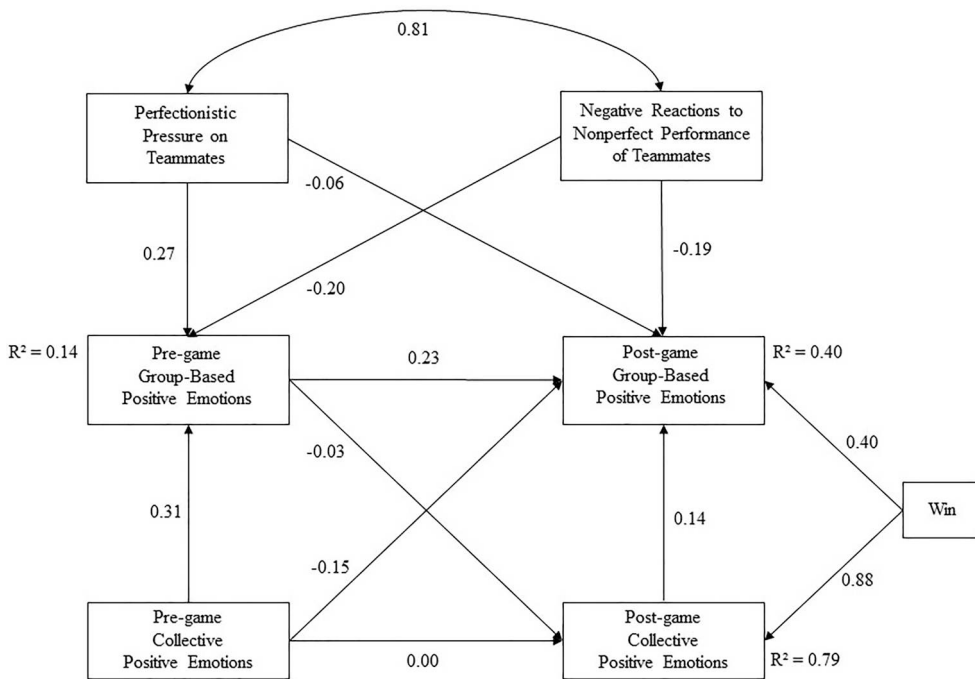 0.81
Perfectionistic
Pressure on
Teammates
Negative Reactions to
Nonperfect Performance
of Teammates
-0.06
0.27
-0.19
-0.20
R² = 0.14
Pre-game
Group-Based
Positive Emotions
0.23
Post-game
Group-Based
Positive Emotions
R² = 0.40
-0.03
0.40
0.31
0.14
Win
-0.15
0.88
Pre-game
Collective
Positive Emotions
0.00
Post-game
Collective
Positive Emotions
R² = 0.79